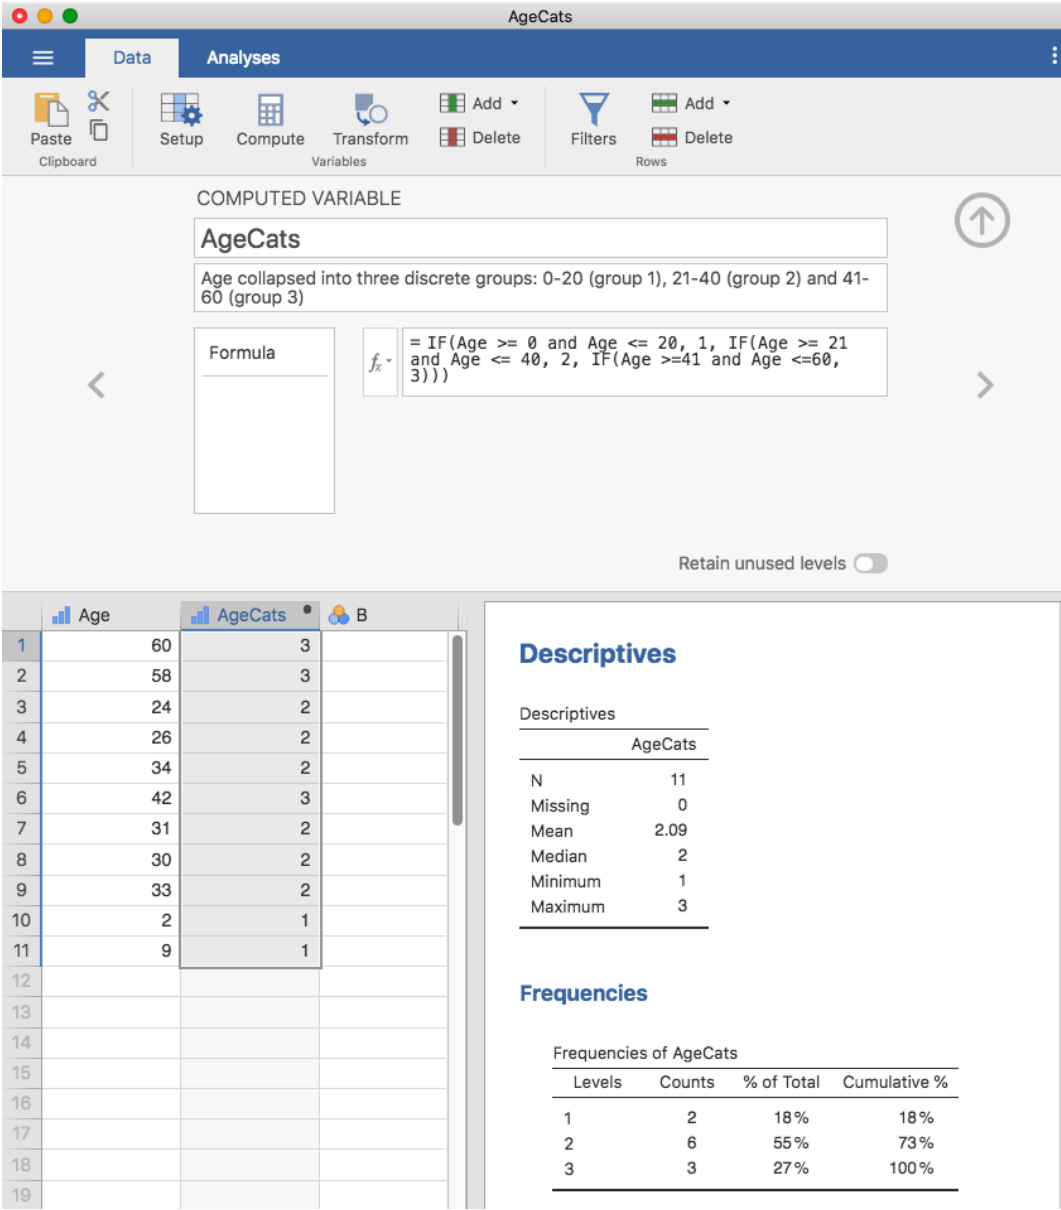 AgeCats
Data Analyses
Paste Setup Compute Transform Add Delete Filters Add Delete
Clipboard Variables Rows
COMPUTED VARIABLE
AgeCats
Age collapsed into three discrete groups: 0-20 (group 1), 21-40 (group 2) and 41-
60 (group 3)
Formula
fx
= IF(Age >= 0 and Age <= 20, 1, IF(Age >= 21
and Age <= 40, 2, IF(Age >=41 and Age <=60,
3)))
Retain unused levels
Age AgeCats B
1 60 3
2 58 3
3 24 2
4 26 2
5 34 2
6 42 3
7 31 2
8 30 2
9 33 2
10 2 1
11 9 1
12
13
14
15
16
17
18
19
Descriptives
Descriptives
AgeCats
N 11
Missing 0
Mean 2.09
Median 2
Minimum 1
Maximum 3
Frequencies
Frequencies of AgeCats
Levels Counts % of Total Cumulative %
1 2 18% 18%
2 6 55% 73%
3 3 27% 100%